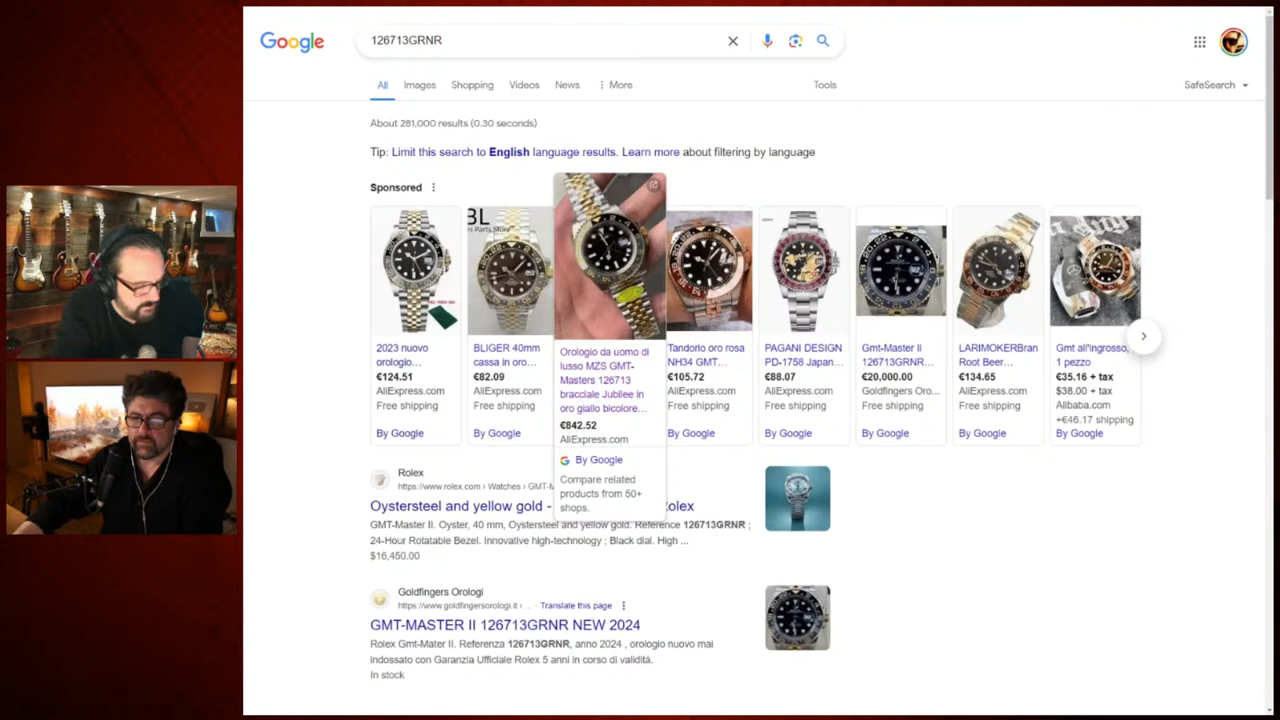 Google
126713GRNR
All
Images
Shopping
Videos
News
More
Tools
SafeSearch
About 281,000 results (0.30 seconds)
Tip: Limit this search to English language results. Learn more about filtering by language
Sponsored
2023 nuovo
orologio...
€124.51
AliExpress.com
Free shipping
By Google
BLIGER 40mm
cassa in oro...
€82.09
AliExpress.com
Free shipping
By Google
Orologio da uomo di
lusso MZS GMT-
Masters 126713
bracciale Jubilee in
oro giallo bicolore...
€842.52
AliExpress.com
By Google
Compare related
products from 50+
shops.
Tandorio oro rosa
NH34 GMT...
€105.72
AliExpress.com
Free shipping
By Google
PAGANI DESIGN
PD-1758 Japan...
€88.07
AliExpress.com
Free shipping
By Google
Gmt-Master Ii
126713GRNR...
€20,000.00
Goldfingers Oro...
By Google
LARIMOKERBran
Root Beer...
€134.65
AliExpress.com
Free shipping
By Google
Gmt all"ingrosso,
1 pezzo
€35.16 + tax
$38.00 + tax
Alibaba.com
+€46.17 shipping
By Google
Rolex
https://www.rolex.com › Watches › GMT-M
Oystersteel and yellow gold - olex
GMT-Master II. Oyster, 40 mm, Oystersteel and yellow gold. Reference 126713GRNR ;
24-Hour Rotatable Bezel. Innovative high-technology ; Black dial. High ...
$16,450.00
Goldfingers Orologi
https://www.goldfingersorologi.it › ... Translate this page
GMT-MASTER II 126713GRNR NEW 2024
Rolex Gmt-Mater II. Referenza 126713GRNR, anno 2024 , orologio nuovo mai
indossato con Garanzia Ufficiale Rolex 5 anni in corso di validità.
In stock